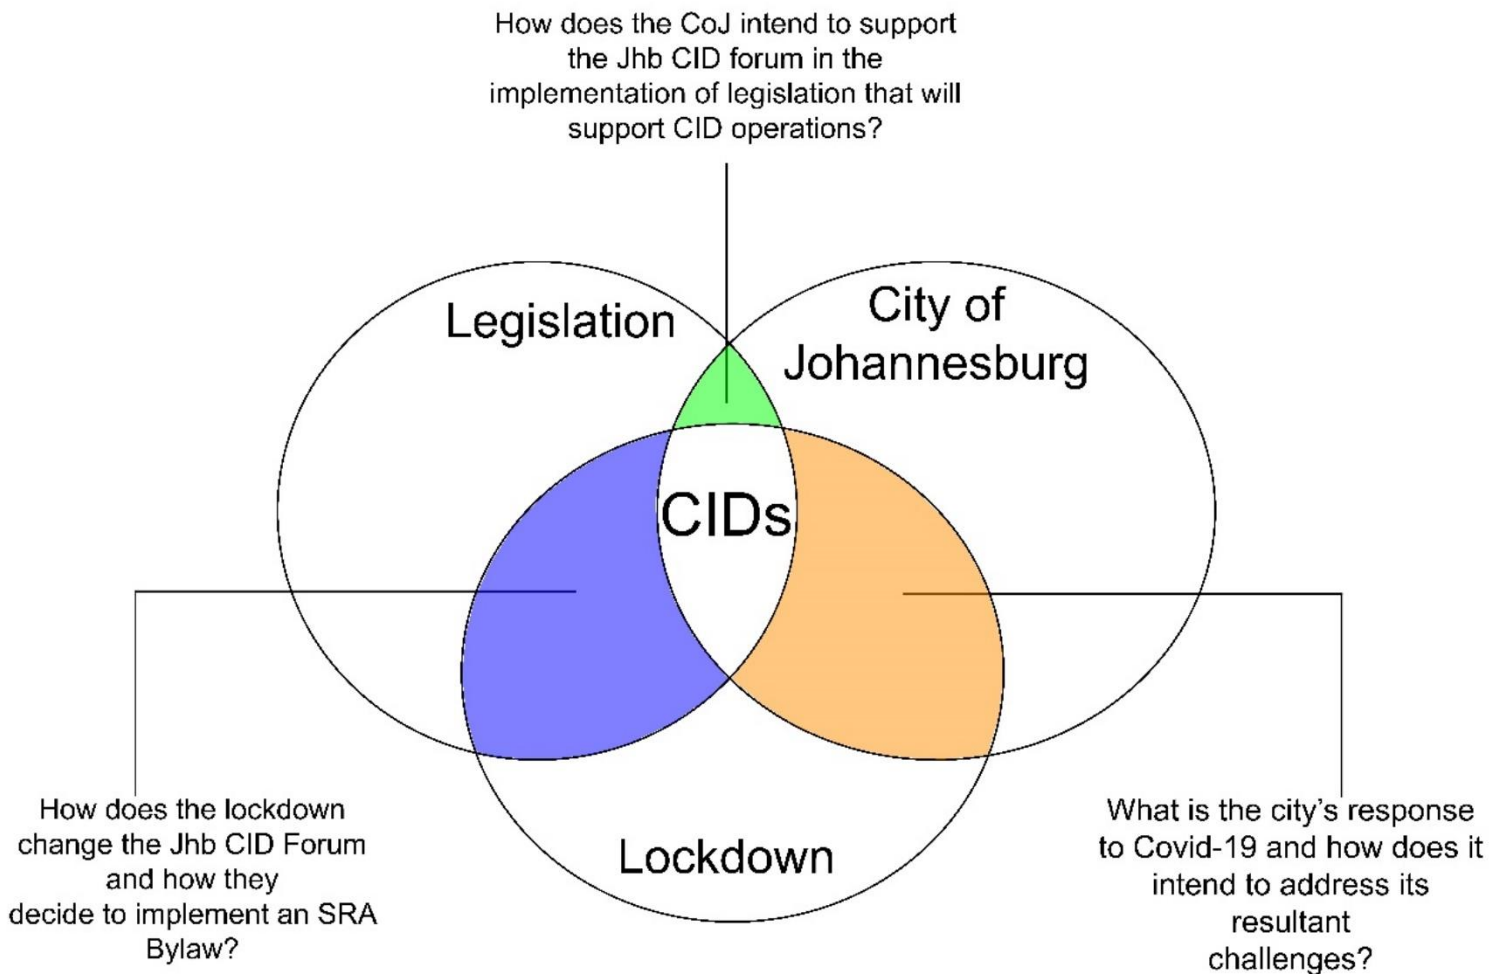 How does the CoJ intend to support
the Jhb CID forum in the
implementation of legislation that will
support CID operations?
Legislation
City of
Johannesburg
CIDs
Lockdown
How does the lockdown
change the Jhb CID Forum
and how they
decide to implement an SRA
Bylaw?
What is the city’s response
to Covid-19 and how does it
intend to address its
resultant
challenges?